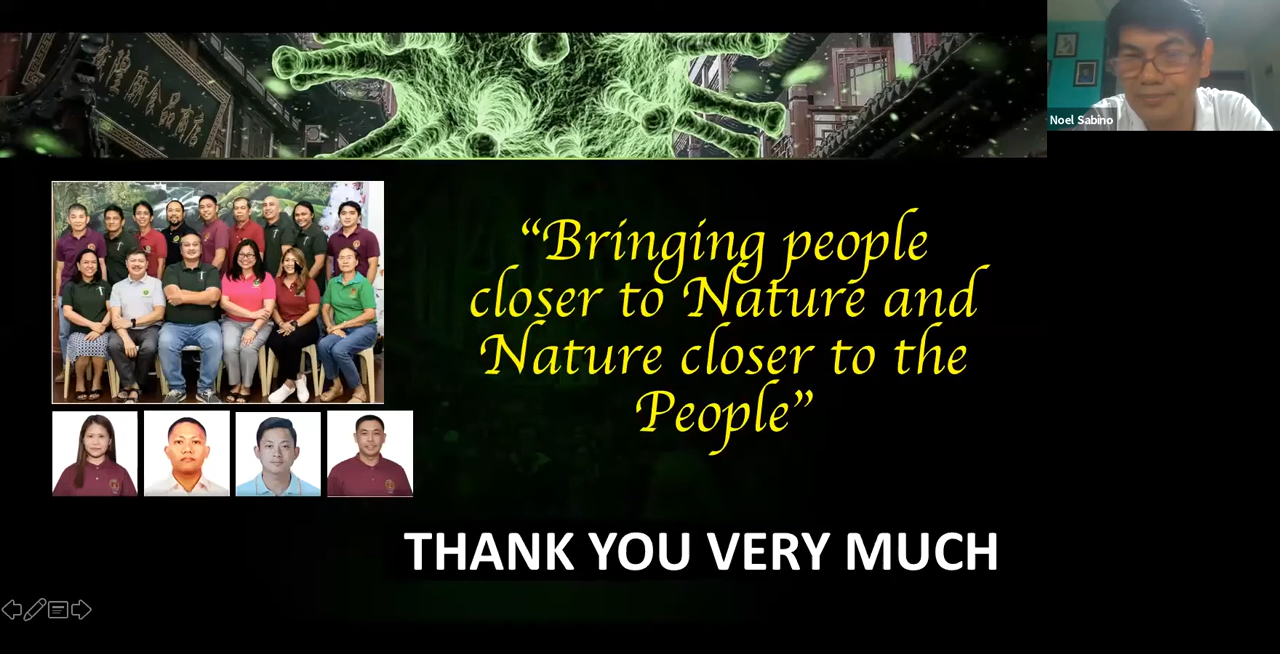 Noel Sabino
“Bringing people
closer to Nature and
Nature closer to the
People”
THANK YOU VERY MUCH